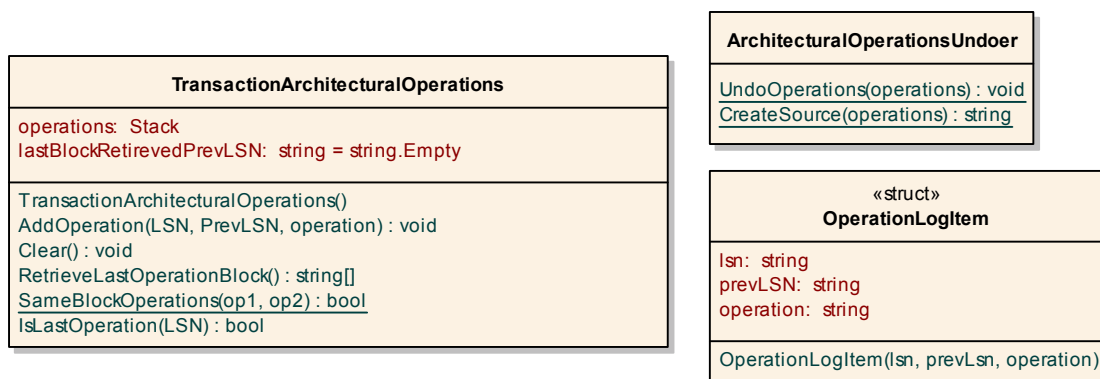 TransactionArchitecturalOperations
operations: Stack
lastBlockRetirevedPrevLSN: string = string.Empty
TransactionArchitecturalOperations()
AddOperation(LSN, PrevLSN, operation) : void
Clear() : void
RetrieveLastOperationBlock() : string[]
SameBlockOperations(op1, op2) : bool
IsLastOperation(LSN) : bool
ArchitecturalOperationsUndoer
UndoOperations(operations) : void
CreateSource(operations) : string
«struct»
OperationLogItem
lsn: string
prevLSN: string
operation: string
OperationLogItem(lsn, prevLsn, operation)